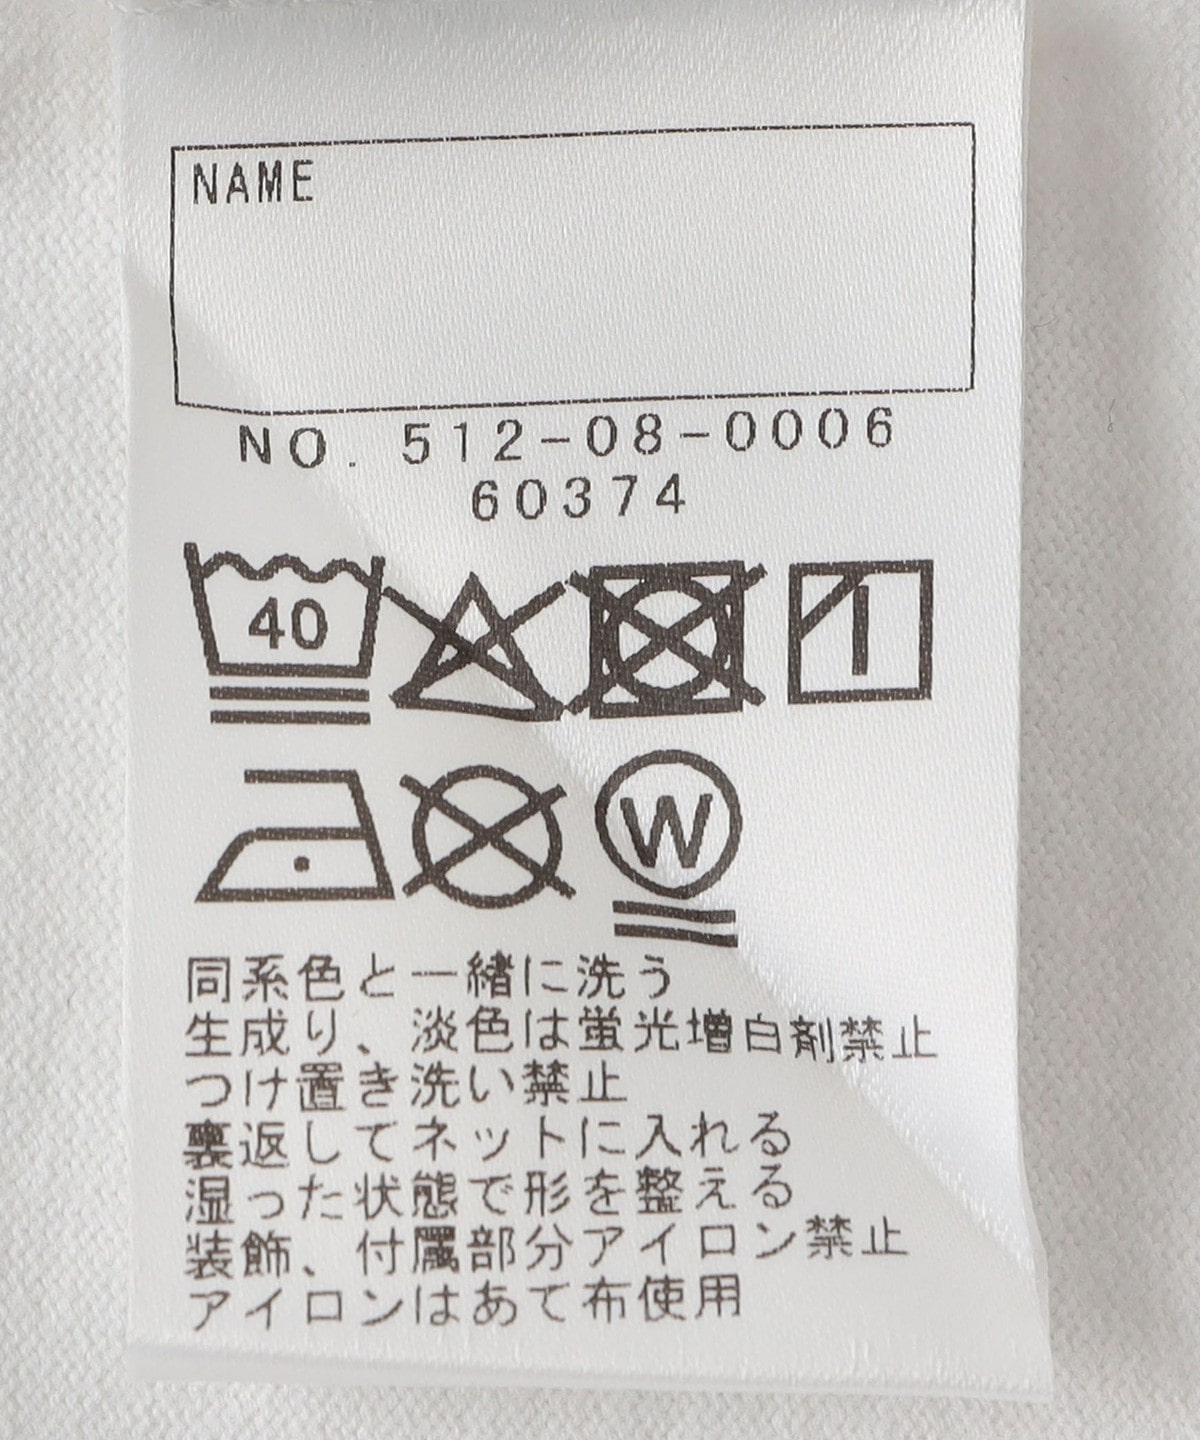 NAME
NO. 512-08-0006
60374
40
W
同系色と一緒に洗う
生成り、淡色は蛍光増白剤禁止
つけ置き洗い禁止
裏返してネットに入れる
湿った状態で形を整える
装飾、付属部分アイロン禁止
アイロンはあて布使用